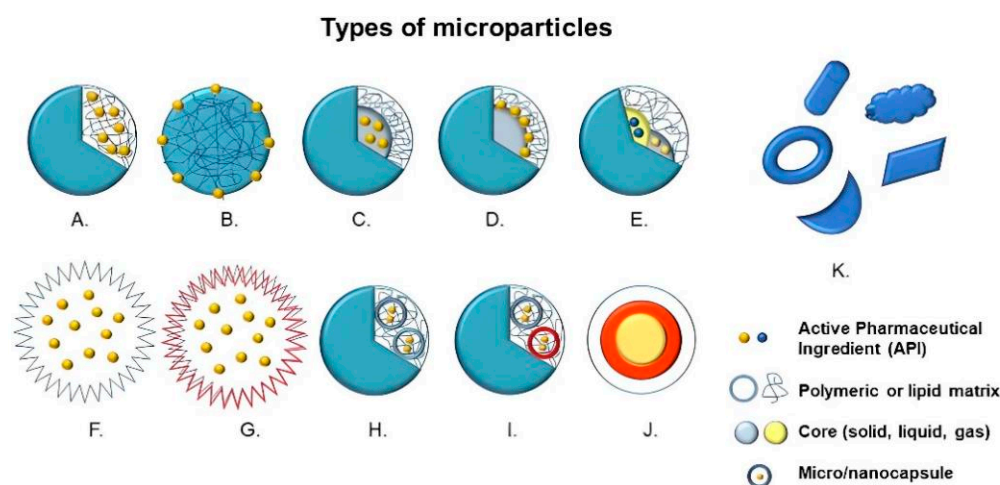 Types of microparticles
A.
B.
C.
D.
E.
K.
F.
G.
H.
I.
J.
Active Pharmaceutical
Ingredient (API)
Polymeric or lipid matrix
Core (solid, liquid, gas)
Micro/nanocapsule